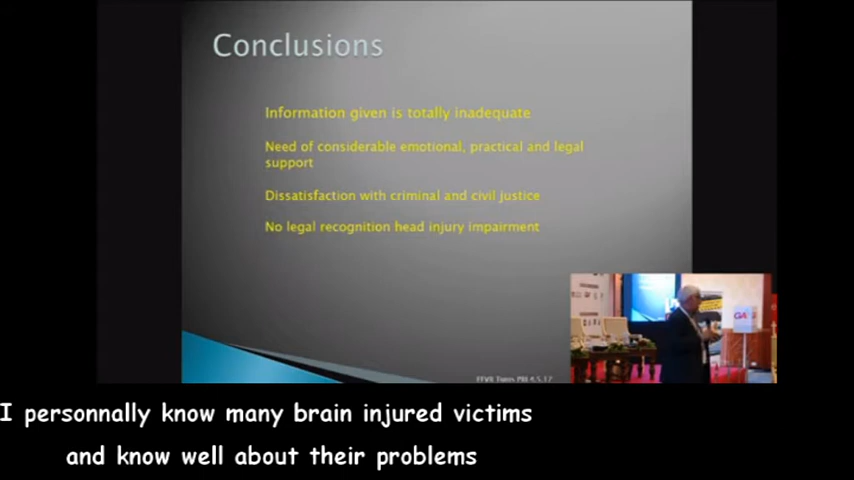 Conclusions
Information given is totally inadequate
Need of considerable emotional, practical and legal
support
Dissatisfaction with criminal and civil justice
No legal recognition head injury impairment
I personnally know many brain injured victims
and know well about their problems